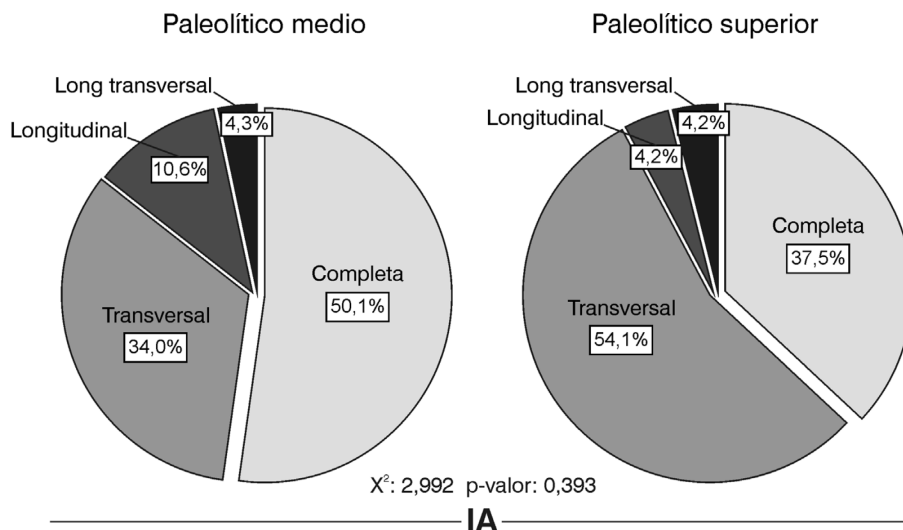 Paleolítico medio
Long transversal
4,3%
Longitudinal
10,6%
Completa
50,1%
Transversal
34,0%
Paleolítico superior
Long transversal
4,2%
Longitudinal
4,2%
Completa
37,5%
Transversal
54,1%
X²: 2,992 p-valor: 0,393
IA